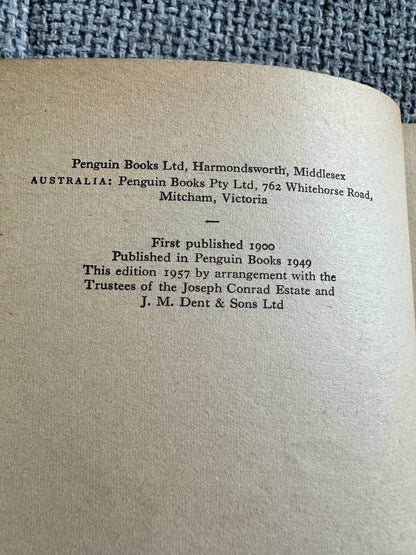 Penguin Books Ltd, Harmondsworth, Middlesex
AUSTRALIA: Penguin Books Pty Ltd, 762 Whitehorse Road,
Mitcham, Victoria
—
First published 1900
Published in Penguin Books 1949
This edition 1957 by arrangement with the
Trustees of the Joseph Conrad Estate and
J. M. Dent & Sons Ltd